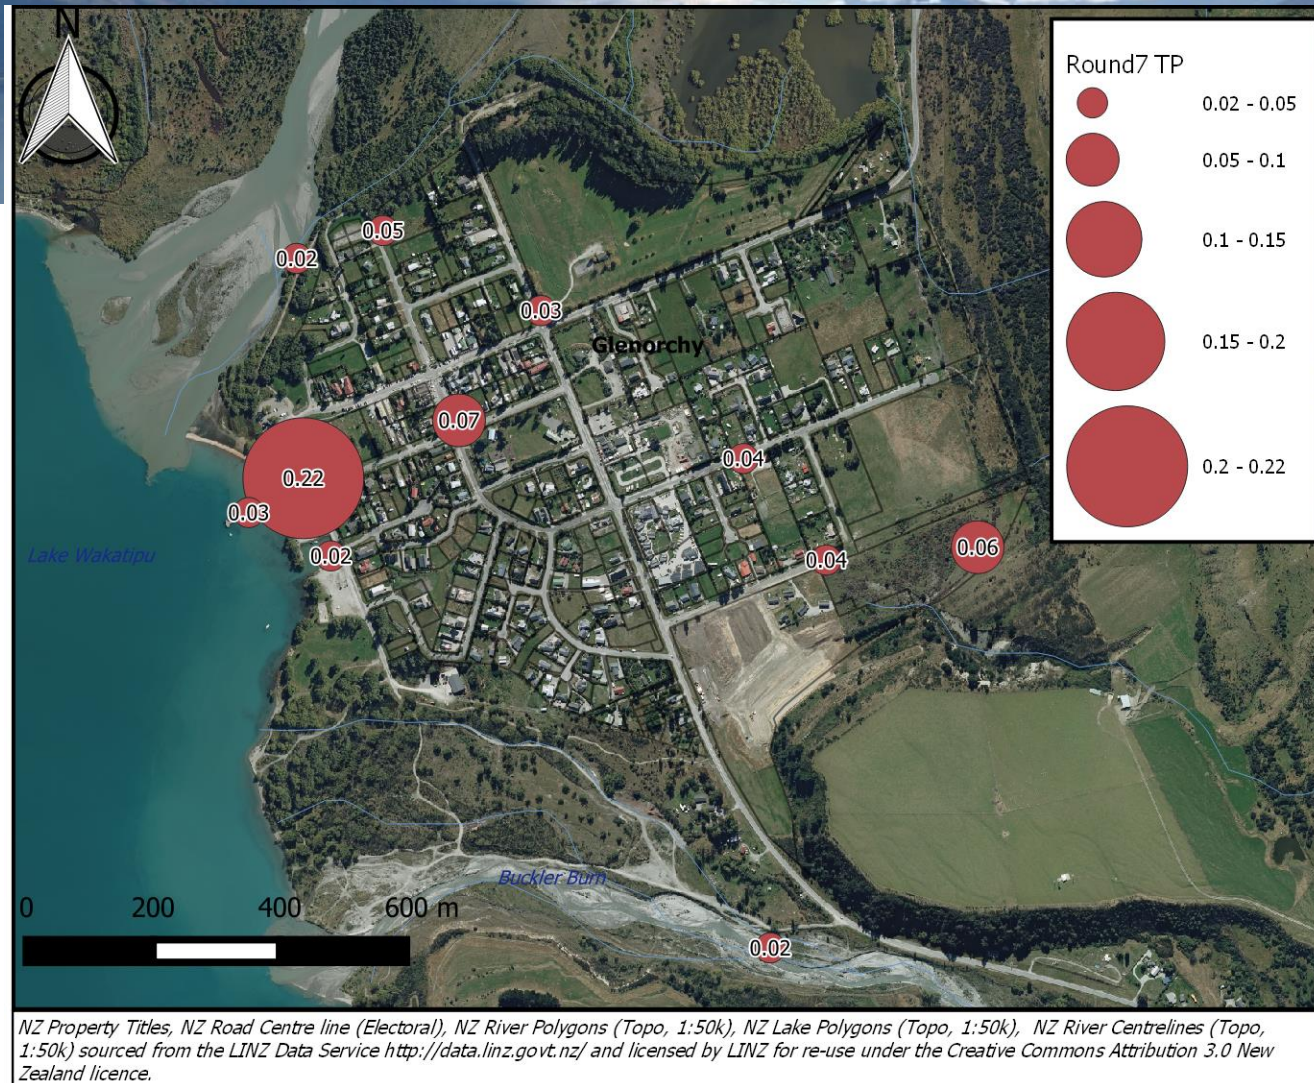 N
Round7 TP
0.02 - 0.05
0.05 - 0.1
0.1 - 0.15
0.15 - 0.2
0.2 - 0.22
0.05
0.02
0.03
Glenorchy
0.07
0.04
0.22
0.03
0.02
0.04
0.06
Lake Wakatipu
Buckler Burn
0 200 400 600 m
0.02
NZ Property Titles, NZ Road Centre line (Electoral), NZ River Polygons (Topo, 1:50k), NZ Lake Polygons (Topo, 1:50k), NZ River Centrelines (Topo,
1:50k) sourced from the LINZ Data Service http://data.linz.govt.nz/ and licensed by LINZ for re-use under the Creative Commons Attribution 3.0 New
Zealand licence.